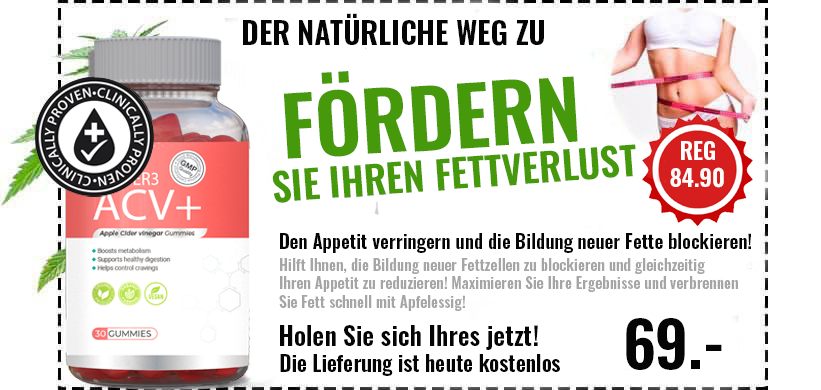 DER NATÜRLICHE WEG ZU
FÖRDERN
SIE IHREN FETTVERLUST
REG
84.90
CLINICALLY PROVEN•CLINICALLY PROVEN•
GMP
Quality
ER3
ACV+
Apple Cider vinegar Gummies
Boosts metabolism
Supports healthy digestion
Helps control cravings
VEGAN
30 GUMMIES
Den Appetit verringern und die Bildung neuer Fette blockieren!
Hilft Ihnen, die Bildung neuer Fettzellen zu blockieren und gleichzeitig
Ihren Appetit zu reduzieren! Maximieren Sie Ihre Ergebnisse und verbrennen
Sie Fett schnell mit Apfelessig!
Holen Sie sich Ihres jetzt!
Die Lieferung ist heute kostenlos
69.-